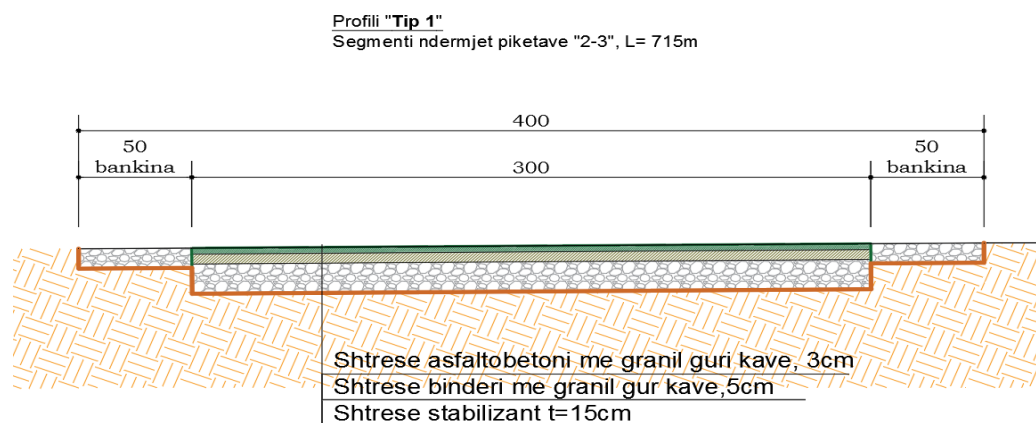 Profili "Tip 1"
Segmenti ndermjet piketave "2-3", L= 715m
400
50
bankina
300
50
bankina
Shtrese asfaltobetoni me granil guri kave, 3cm
Shtrese binderi me granil gur kave,5cm
Shtrese stabilizant t=15cm